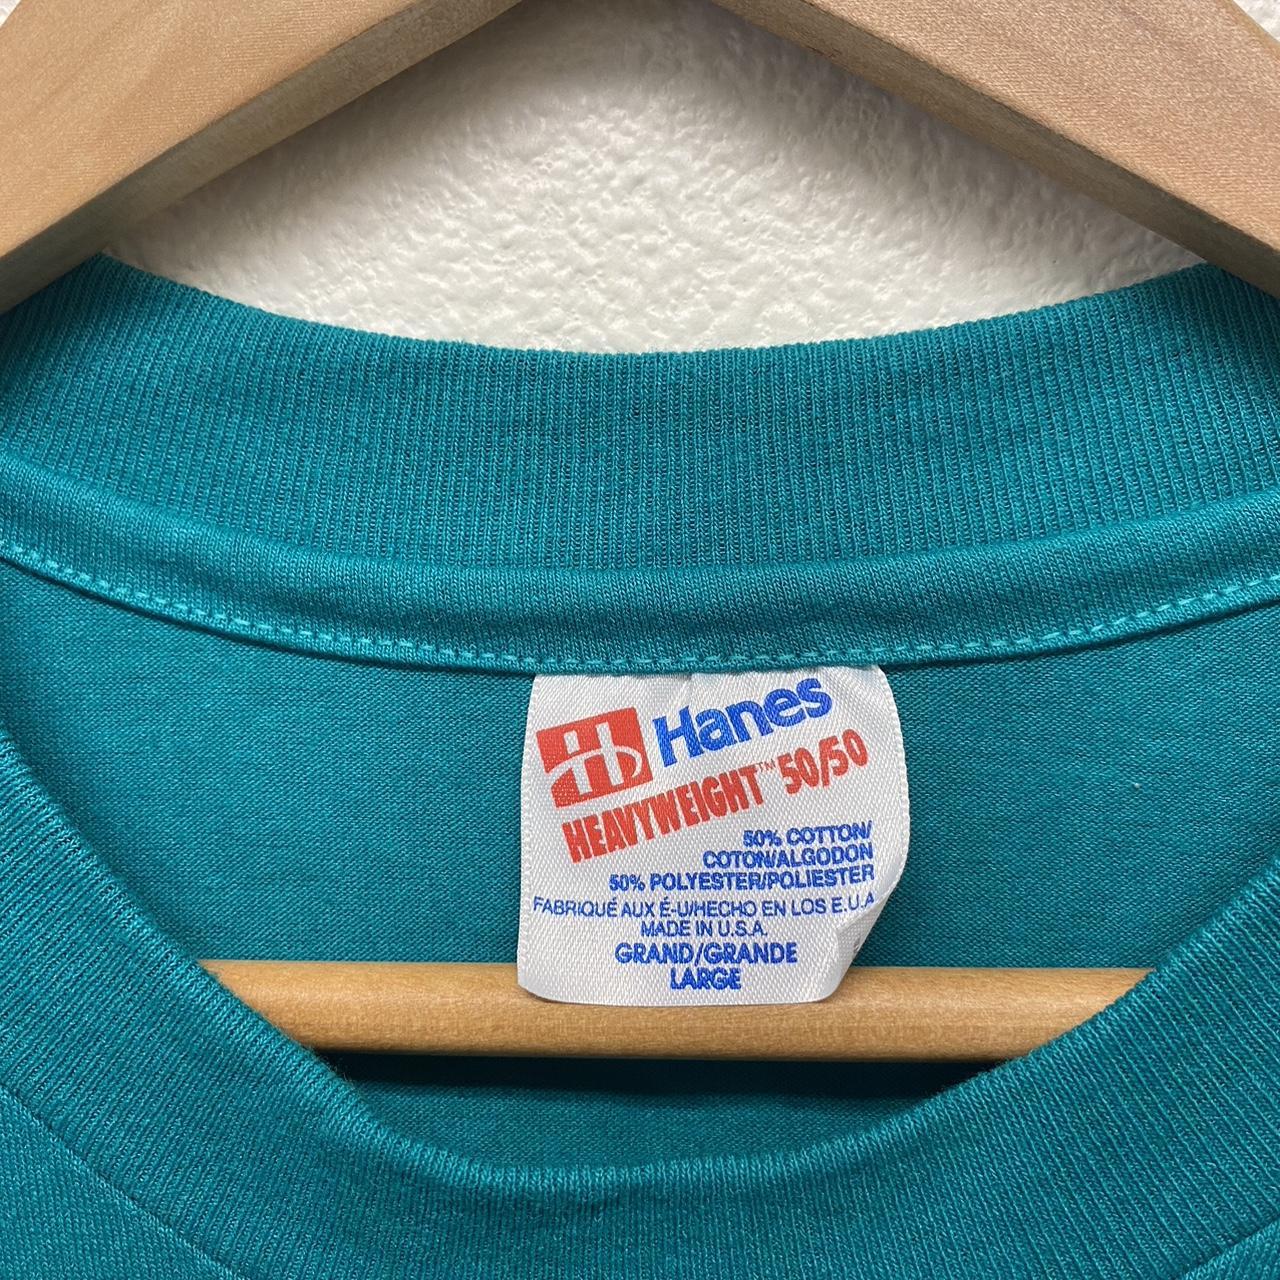 H Hanes
HEAVYWEIGHT™ 50/50
50% COTTON/
COTON/ALGODON
50% POLYESTER/POLIESTER
FABRIQUÉ AUX É-U/HECHO EN LOS E.U.A
MADE IN U.S.A.
GRAND/GRANDE
LARGE